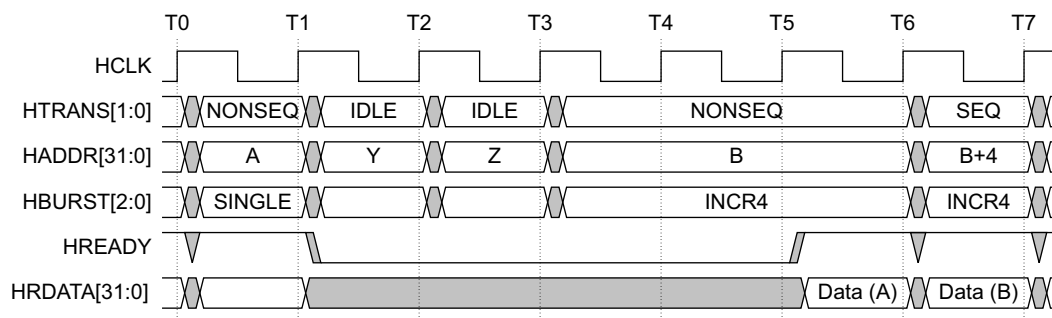 T0 T1 T2 T3 T4 T5 T6 T7
HCLK
HTRANS[1:0] NONSEQ IDLE IDLE NONSEQ SEQ
HADDR[31:0] A Y Z B B+4
HBURST[2:0] SINGLE INCR4 INCR4
HREADY
HRDATA[31:0] Data (A) Data (B)